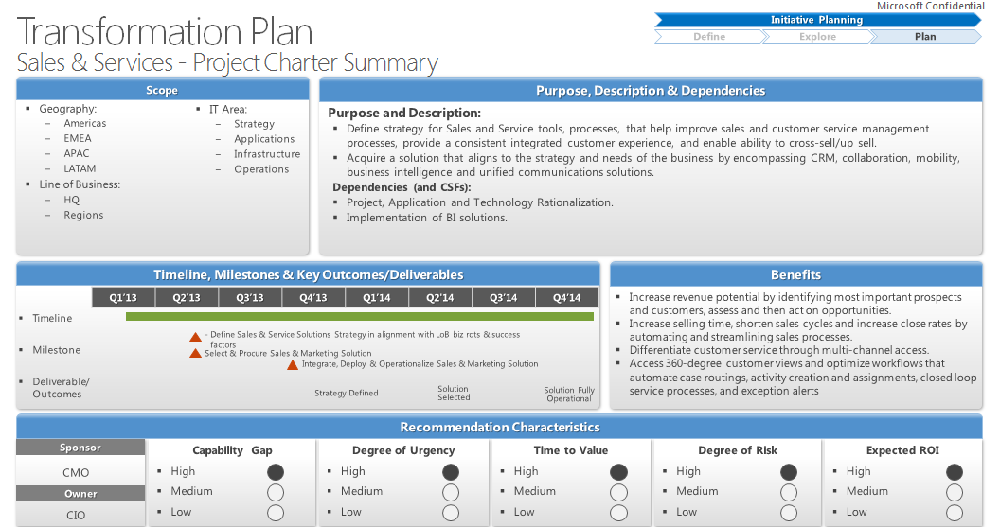 Microsoft Confidential
Transformation Plan
Sales & Services - Project Charter Summary
Initiative Planning
Define
Explore
Plan
Scope
▪ Geography:
– Americas
– EMEA
– APAC
– LATAM
▪ Line of Business:
– HQ
– Regions
▪ IT Area:
– Strategy
– Applications
– Infrastructure
– Operations
Purpose, Description & Dependencies
Purpose and Description:
▪ Define strategy for Sales and Service tools, processes, that help improve sales and customer service management
processes, provide a consistent integrated customer experience, and enable ability to cross-sell/up sell.
▪ Acquire a solution that aligns to the strategy and needs of the business by encompassing CRM, collaboration, mobility,
business intelligence and unified communications solutions.
Dependencies (and CSFs):
▪ Project, Application and Technology Rationalization.
▪ Implementation of BI solutions.
Timeline, Milestones & Key Outcomes/Deliverables
Q1'13 Q2'13 Q3'13 Q4'13 Q1'14 Q2'14 Q3'14 Q4'14
▪ Timeline
▪ Milestone
- Define Sales & Service Solutions Strategy in alignment with LoB biz rqts & success
factors
Select & Procure Sales & Marketing Solution
Integrate, Deploy & Operationalize Sales & Marketing Solution
▪ Deliverable/
Outcomes
Strategy Defined
Solution
Selected
Solution Fully
Operational
Benefits
▪ Increase revenue potential by identifying most important prospects
and customers, assess and then act on opportunities.
▪ Increase selling time, shorten sales cycles and increase close rates by
automating and streamlining sales processes.
▪ Differentiate customer service through multi-channel access.
▪ Access 360-degree customer views and optimize workflows that
automate case routings, activity creation and assignments, closed loop
service processes, and exception alerts
Recommendation Characteristics
Sponsor
CMO
Owner
CIO
Capability Gap
▪ High
▪ Medium
▪ Low
Degree of Urgency
▪ High
▪ Medium
▪ Low
Time to Value
▪ High
▪ Medium
▪ Low
Degree of Risk
▪ High
▪ Medium
▪ Low
Expected ROI
▪ High
▪ Medium
▪ Low